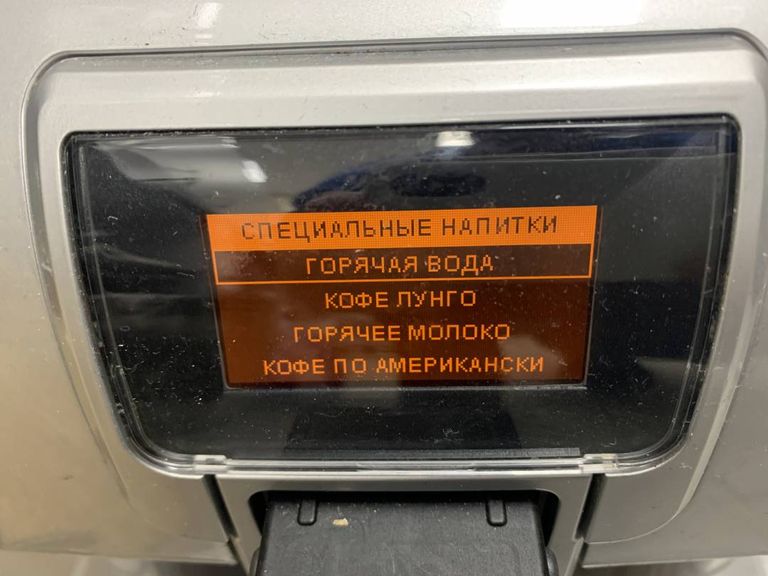 СПЕЦИАЛЬНЫЕ НАПИТКИ
ГОРЯЧАЯ ВОДА
КОФЕ ЛУНГО
ГОРЯЧЕЕ МОЛОКО
КОФЕ ПО АМЕРИКАНСКИ